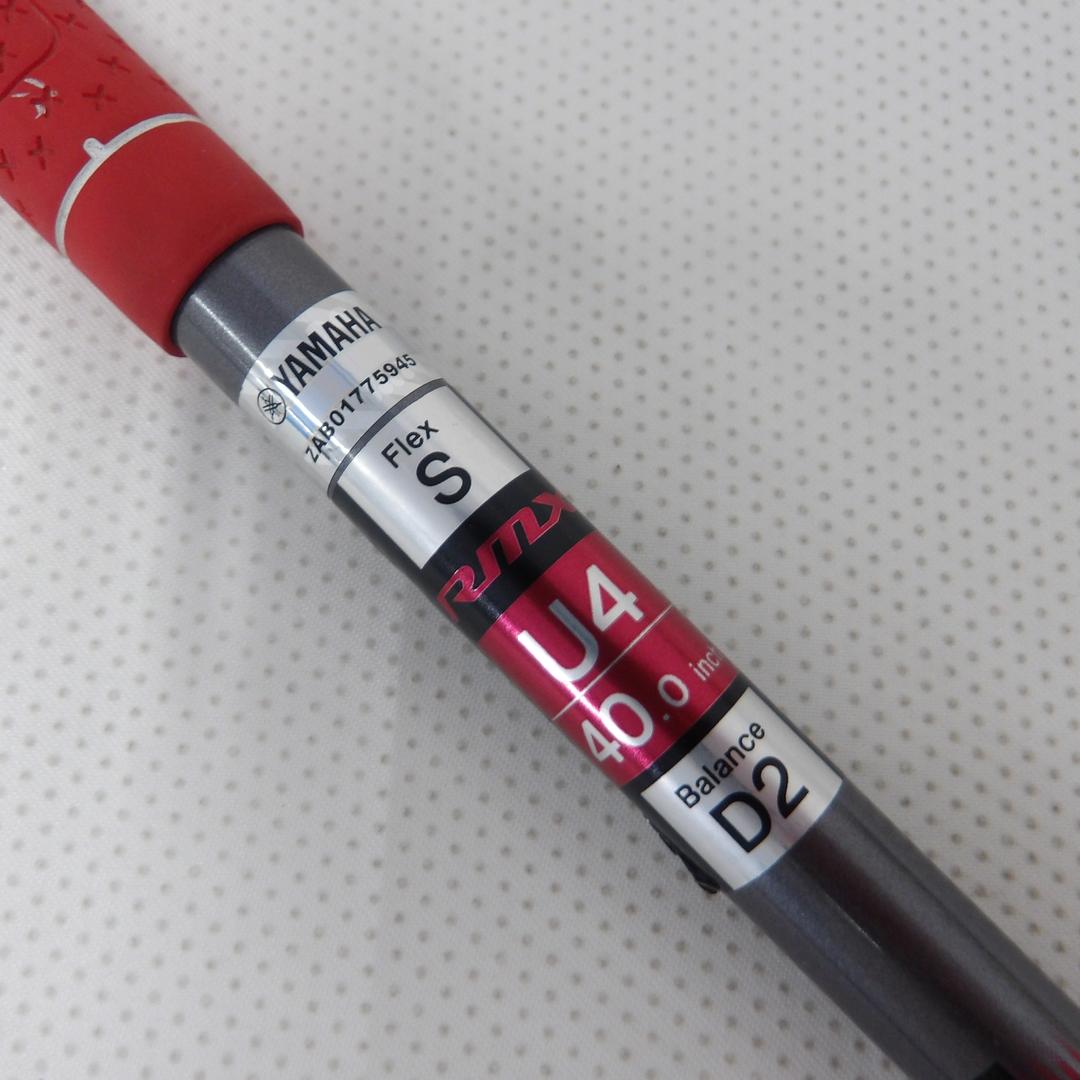 YAMAHA
ZAB01775945
Flex
S
RMX
U4
40.0 inch
Balance
D2